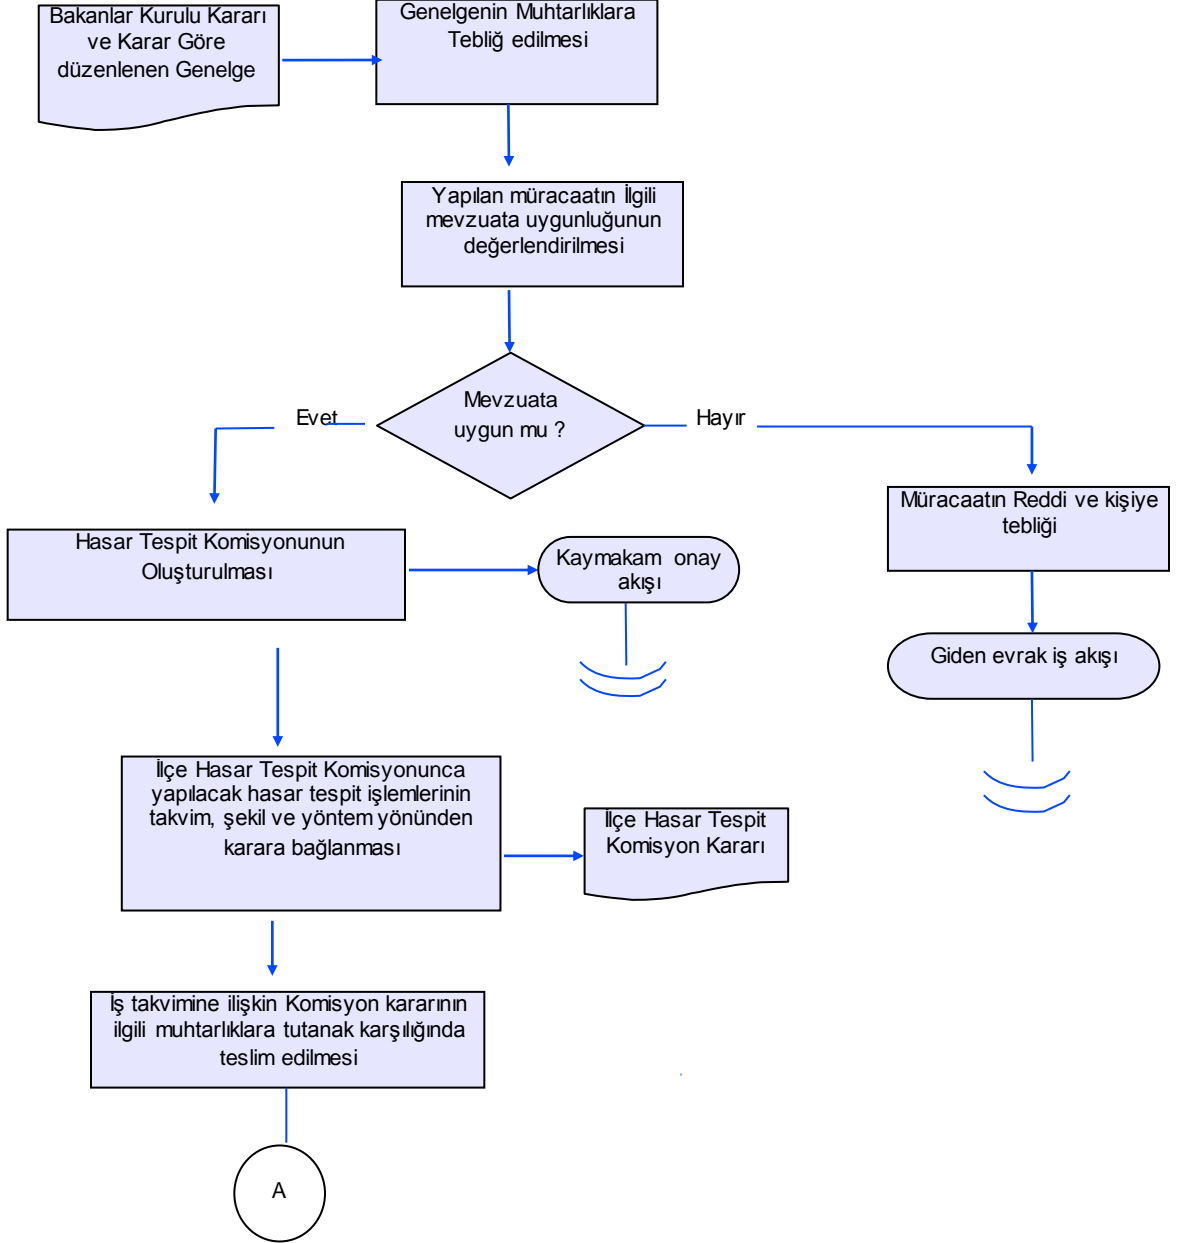 Bakanlar Kurulu Kararı
ve Karar Göre
düzenlenen Genelge
Genelgenin Muhtarlıklara
Tebliğ edilmesi
Yapılan müracaatın İlgili
mevzuata uygunluğunun
değerlendirilmesi
Mevzuata
uygun mu ?
Evet
Hayır
Müracaatın Reddi ve kişiye
tebliği
Hasar Tespit Komisyonunun
Oluşturulması
Kaymakam onay
akışı
Giden evrak iş akışı
İlçe Hasar Tespit Komisyonunca
yapılacak hasar tespit işlemlerinin
takvim, şekil ve yöntem yönünden
karara bağlanması
İlçe Hasar Tespit
Komisyon Kararı
İş takvimine ilişkin Komisyon kararının
ilgili muhtarlıklara tutanak karşılığında
teslim edilmesi
A